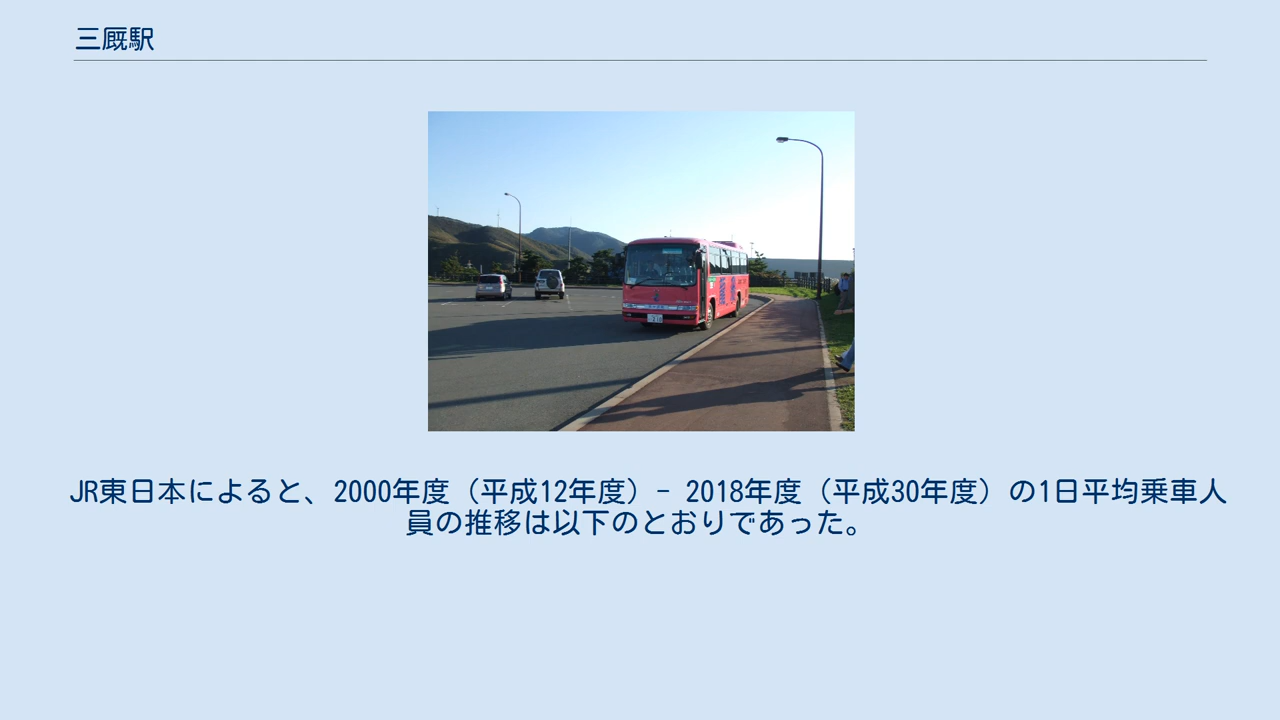 三厩駅
JR東日本によると、2000年度（平成12年度）- 2018年度（平成30年度）の1日平均乗車人
員の推移は以下のとおりであった。